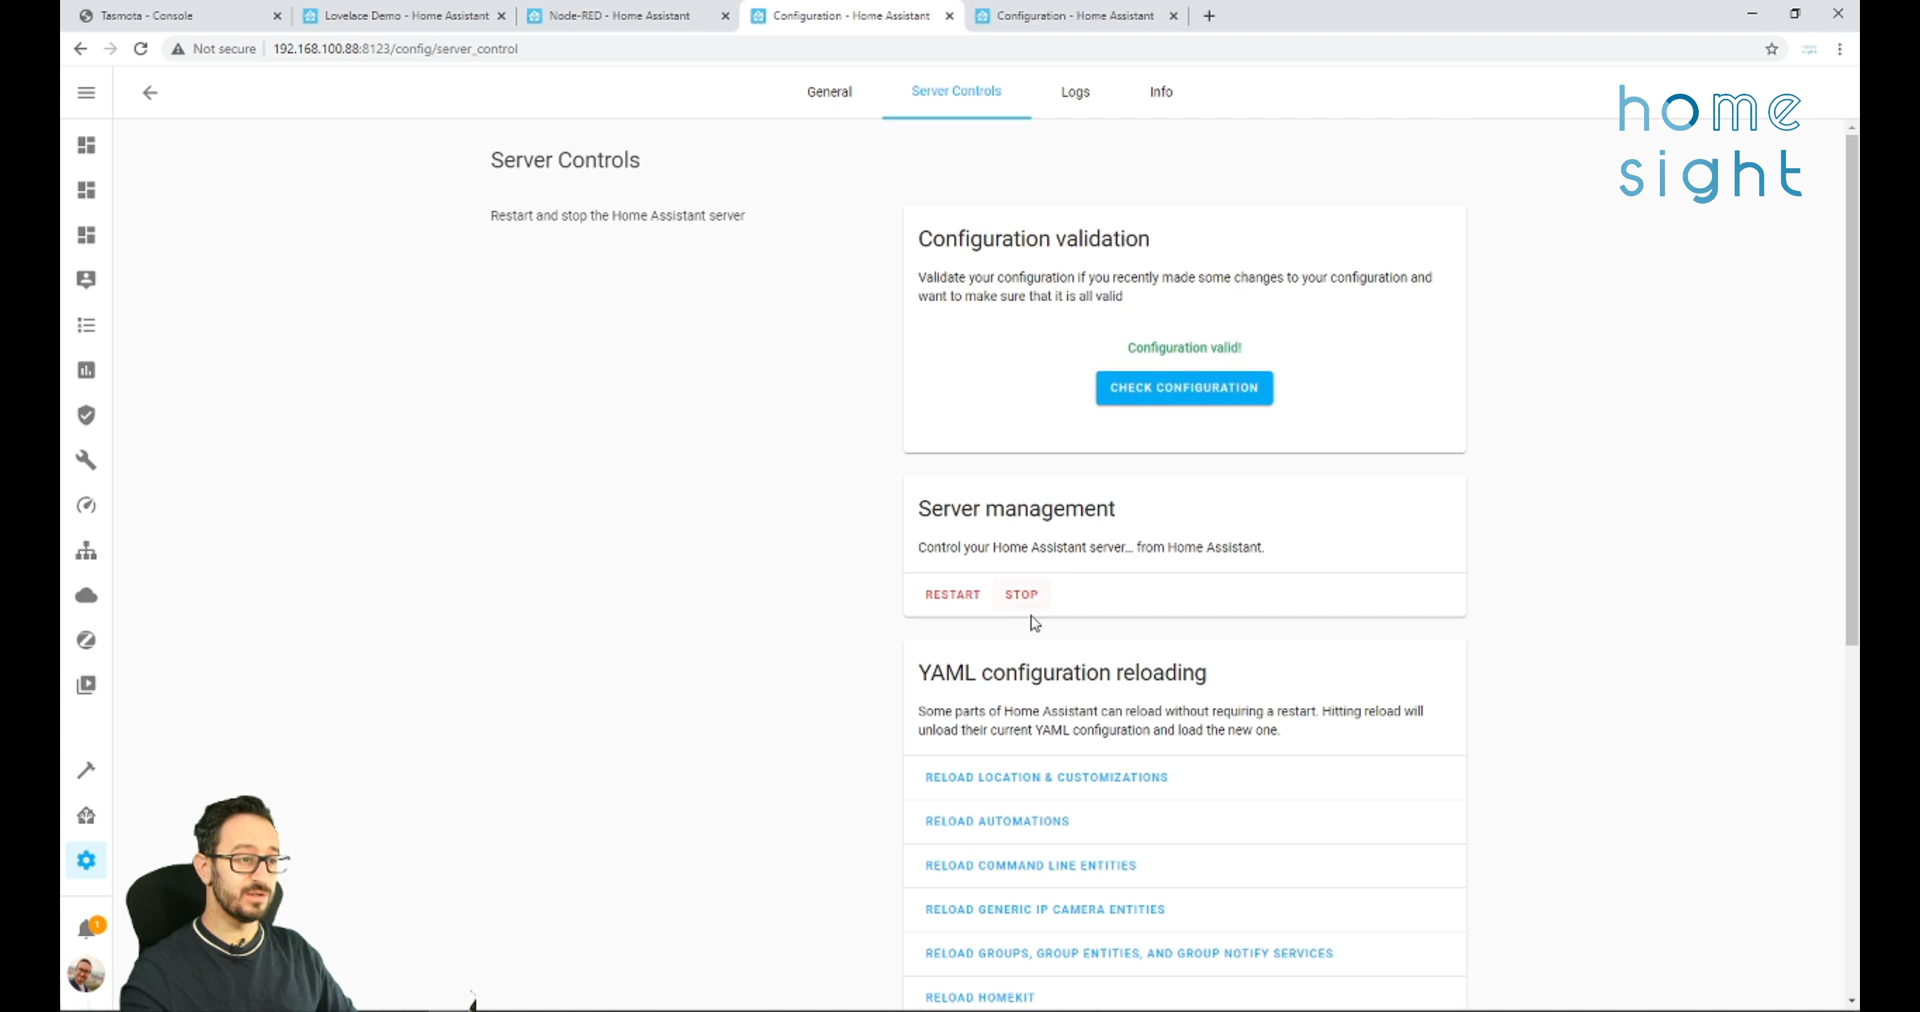 Tasmota - Console
Lovelace Demo - Home Assistant
Node-RED - Home Assistant
Configuration - Home Assistant
Configuration - Home Assistant
Not secure
192.168.100.88:8123/config/server_control
General
Server Controls
Logs
Info
home
sight
Server Controls
Restart and stop the Home Assistant server
Configuration validation
Validate your configuration if you recently made some changes to your configuration and
want to make sure that it is all valid
Configuration valid!
CHECK CONFIGURATION
Server management
Control your Home Assistant server... from Home Assistant.
RESTART STOP
YAML configuration reloading
Some parts of Home Assistant can reload without requiring a restart. Hitting reload will
unload their current YAML configuration and load the new one.
RELOAD LOCATION & CUSTOMIZATIONS
RELOAD AUTOMATIONS
RELOAD COMMAND LINE ENTITIES
RELOAD GENERIC IP CAMERA ENTITIES
1
RELOAD GROUPS, GROUP ENTITIES, AND GROUP NOTIFY SERVICES
RELOAD HOMEKIT